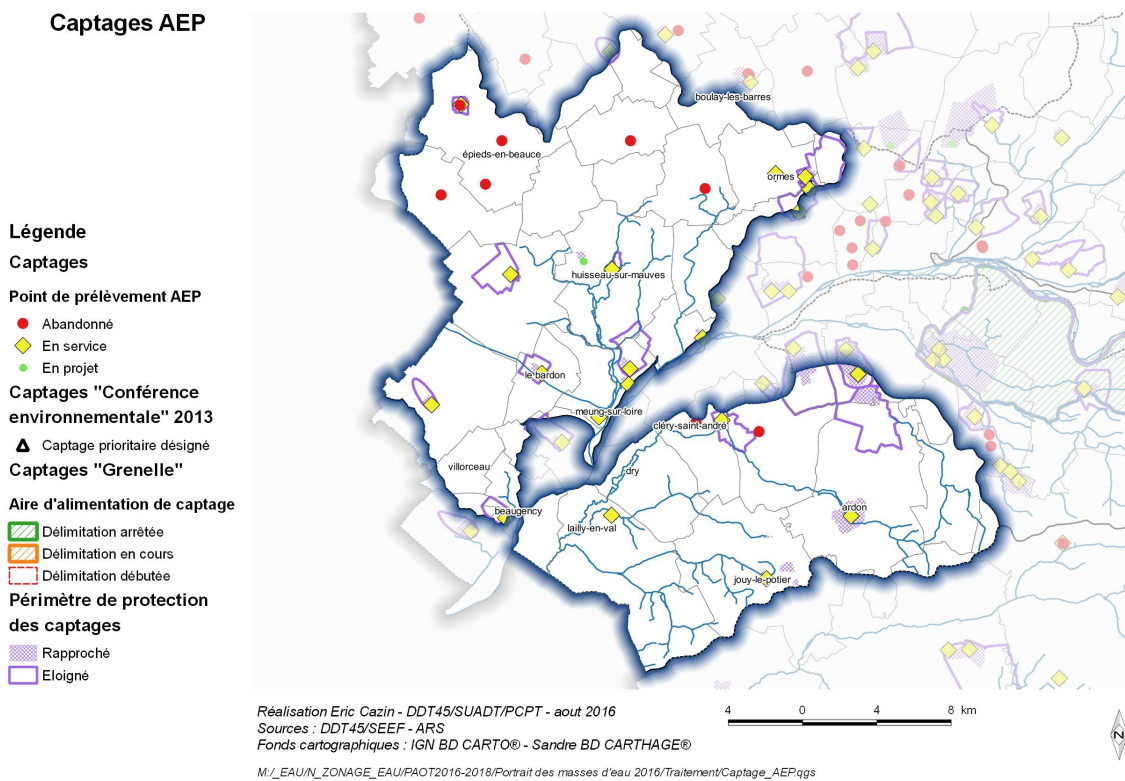 Captages AEP
Légende
Captages
Point de prélèvement AEP
Abandonné
En service
En projet
Captages "Conférence
environnementale" 2013
Captage prioritaire désigné
Captages "Grenelle"
Aire d'alimentation de captage
Délimitation arrêtée
Délimitation en cours
Délimitation débutée
Périmètre de protection
des captages
Rapproché
Eloigné
boulay-les-barres
épieds-en-beauce
ormes
huisseau-sur-mauves
le bardon
meung-sur-loire
cléry-saint-andré
villorceau
dry
beaugency
lailly-en-val
ardon
jouy-le-potier
Réalisation Eric Cazin - DDT45/SUADT/PCPT - aout 2016
Sources : DDT45/SEEF - ARS
Fonds cartographiques : IGN BD CARTO® - Sandre BD CARTHAGE®
4 0 4 8 km
M:/_EAU/N_ZONAGE_EAU/PAOT2016-2018/Portrait des masses d'eau 2016/Traitement/Captage_AEP.qgs
N